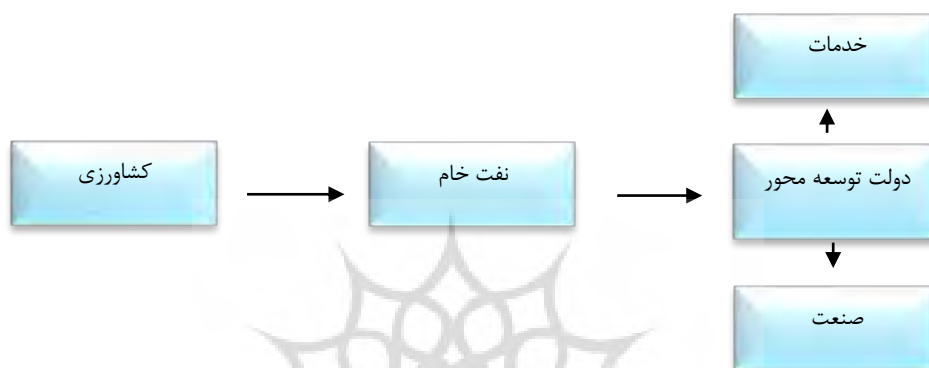 خدمات
کشاورزی
نفت خام
دولت توسعه محور
صنعت